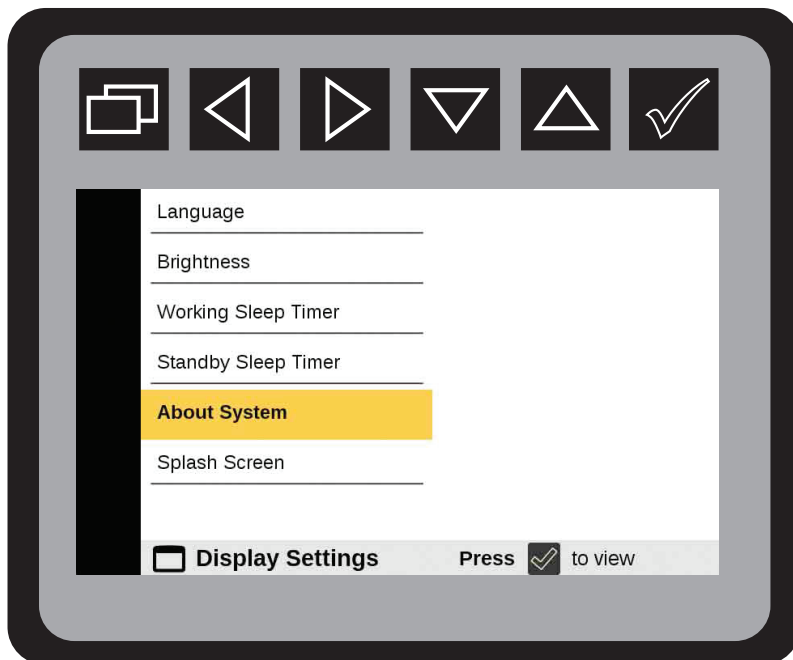 Language
Brightness
Working Sleep Timer
Standby Sleep Timer
About System
Splash Screen
Display Settings Press to view